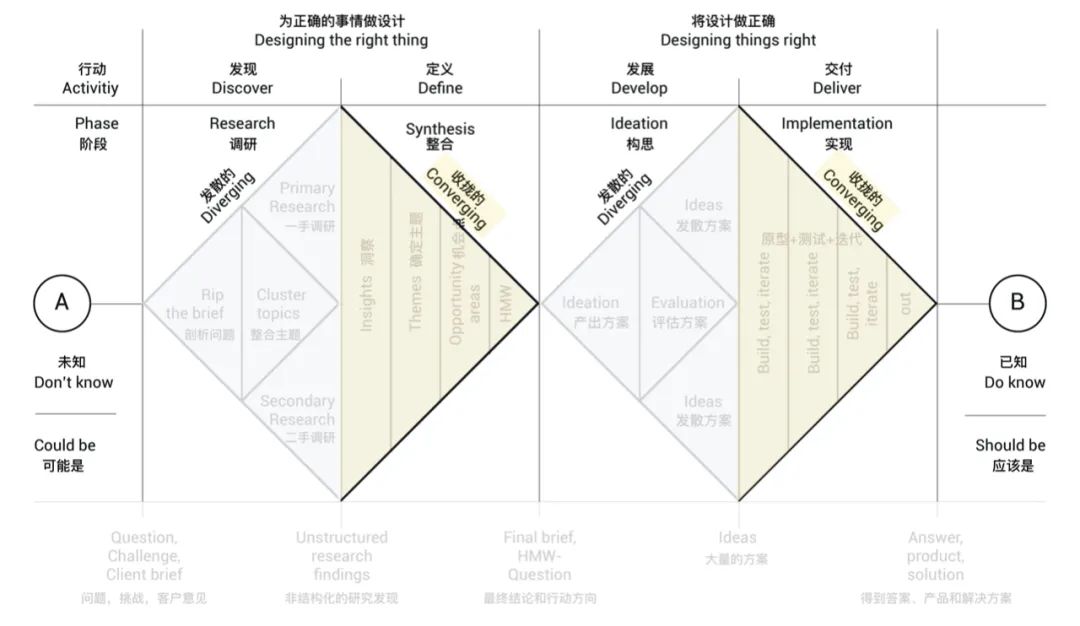 为正确的事情做设计
Designing the right thing
将设计做正确
Designing things right
行动
Activitiy
发现
Discover
定义
Define
发展
Develop
交付
Deliver
Phase
阶段
Research
调研
Synthesis
整合
Ideation
构思
Implementation
实现
发散的
Diverging
收拢的
Converging
发散的
Diverging
收拢的
Converging
Primary
Research
一手调研
Rip
the brief
剖析问题
Cluster
topics
整合主题
Secondary
Research
二手调研
Insights 洞察
Themes 确定主题
Opportunity 机会
areas
HMW
Ideas
发散方案
Ideation
产出方案
Evaluation
评估方案
Ideas
发散方案
原型+测试+迭代
Build, test, iterate
Build, test, iterate
Build, test,
iterate
out
A
未知
Don't know
Could be
可能是
B
已知
Do know
Should be
应该是
Question,
Challenge,
Client brief
问题，挑战，客户意见
Unstructured
research
findings
非结构化的研究发现
Final brief,
HMW-
Question
最终结论和行动方向
Ideas
大量的方案
Answer,
product,
solution
得到答案、产品和解决方案